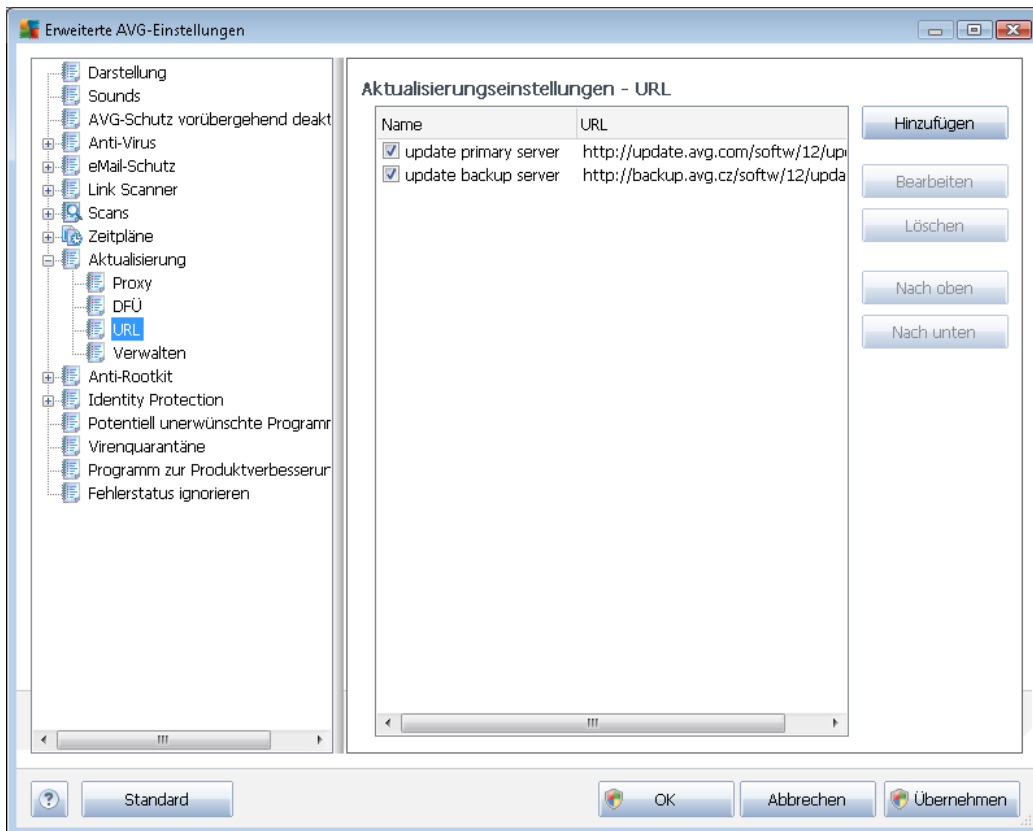 Erweiterte AVG-Einstellungen
Darstellung
Sounds
AVG-Schutz vorübergehend deakt
Anti-Virus
eMail-Schutz
Link Scanner
Scans
Zeitpläne
Aktualisierung
Proxy
DFÜ
URL
Verwalten
Anti-Rootkit
Identity Protection
Potentiell unerwünschte Programr
Virenquarantäne
Programm zur Produktverbesserur
Fehlerstatus ignorieren
Aktualisierungseinstellungen - URL
Name URL
update primary server http://update.avg.com/softw/12/up
update backup server http://backup.avg.cz/softw/12/upda
Hinzufügen
Bearbeiten
Löschen
Nach oben
Nach unten
? Standard OK Abbrechen Übernehmen